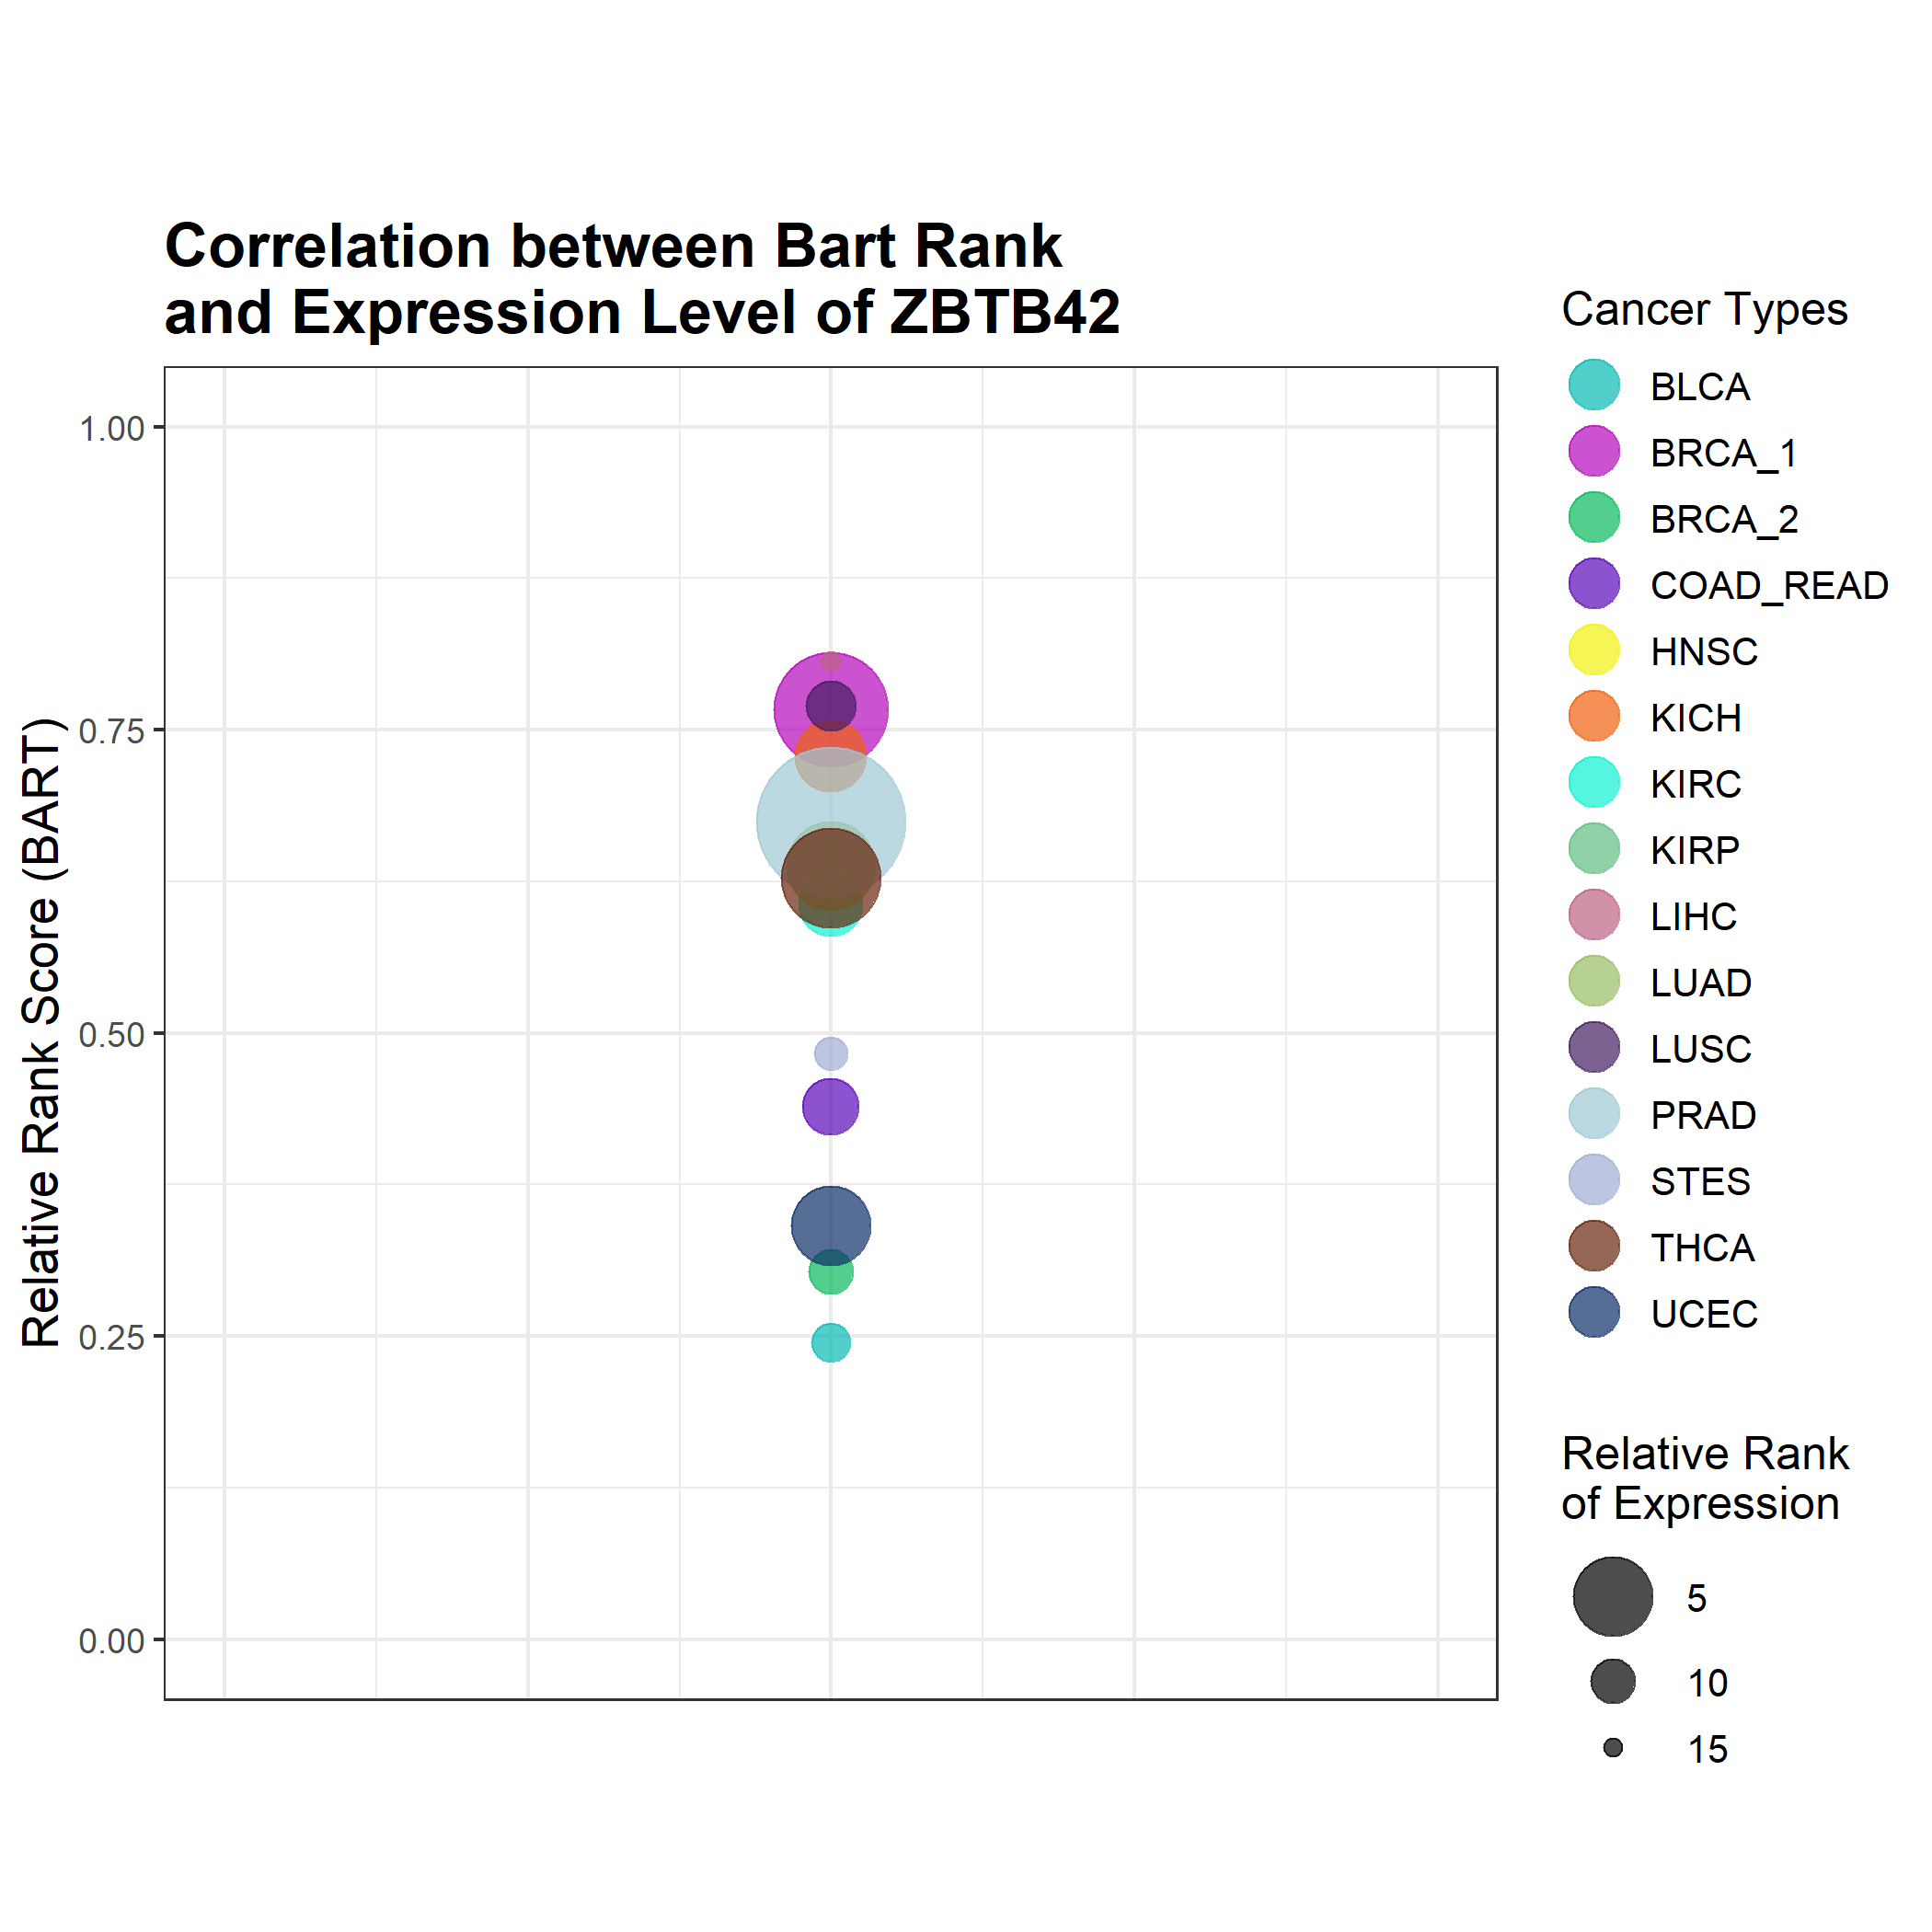 Correlation between Bart Rank
and Expression Level of ZBTB42
Relative Rank Score (BART)
1.00
0.75
0.50
0.25
0.00
Cancer Types
BLCA
BRCA_1
BRCA_2
COAD_READ
HNSC
KICH
KIRC
KIRP
LIHC
LUAD
LUSC
PRAD
STES
THCA
UCEC
Relative Rank
of Expression
5
10
15